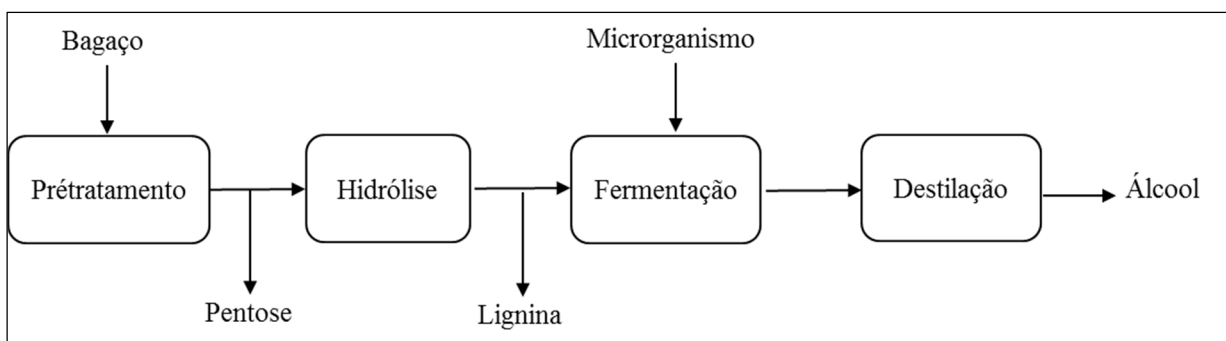 Bagaço
Microrganismo
Prétratamento
Hidrólise
Fermentação
Destilação
Álcool
Pentose
Lignina